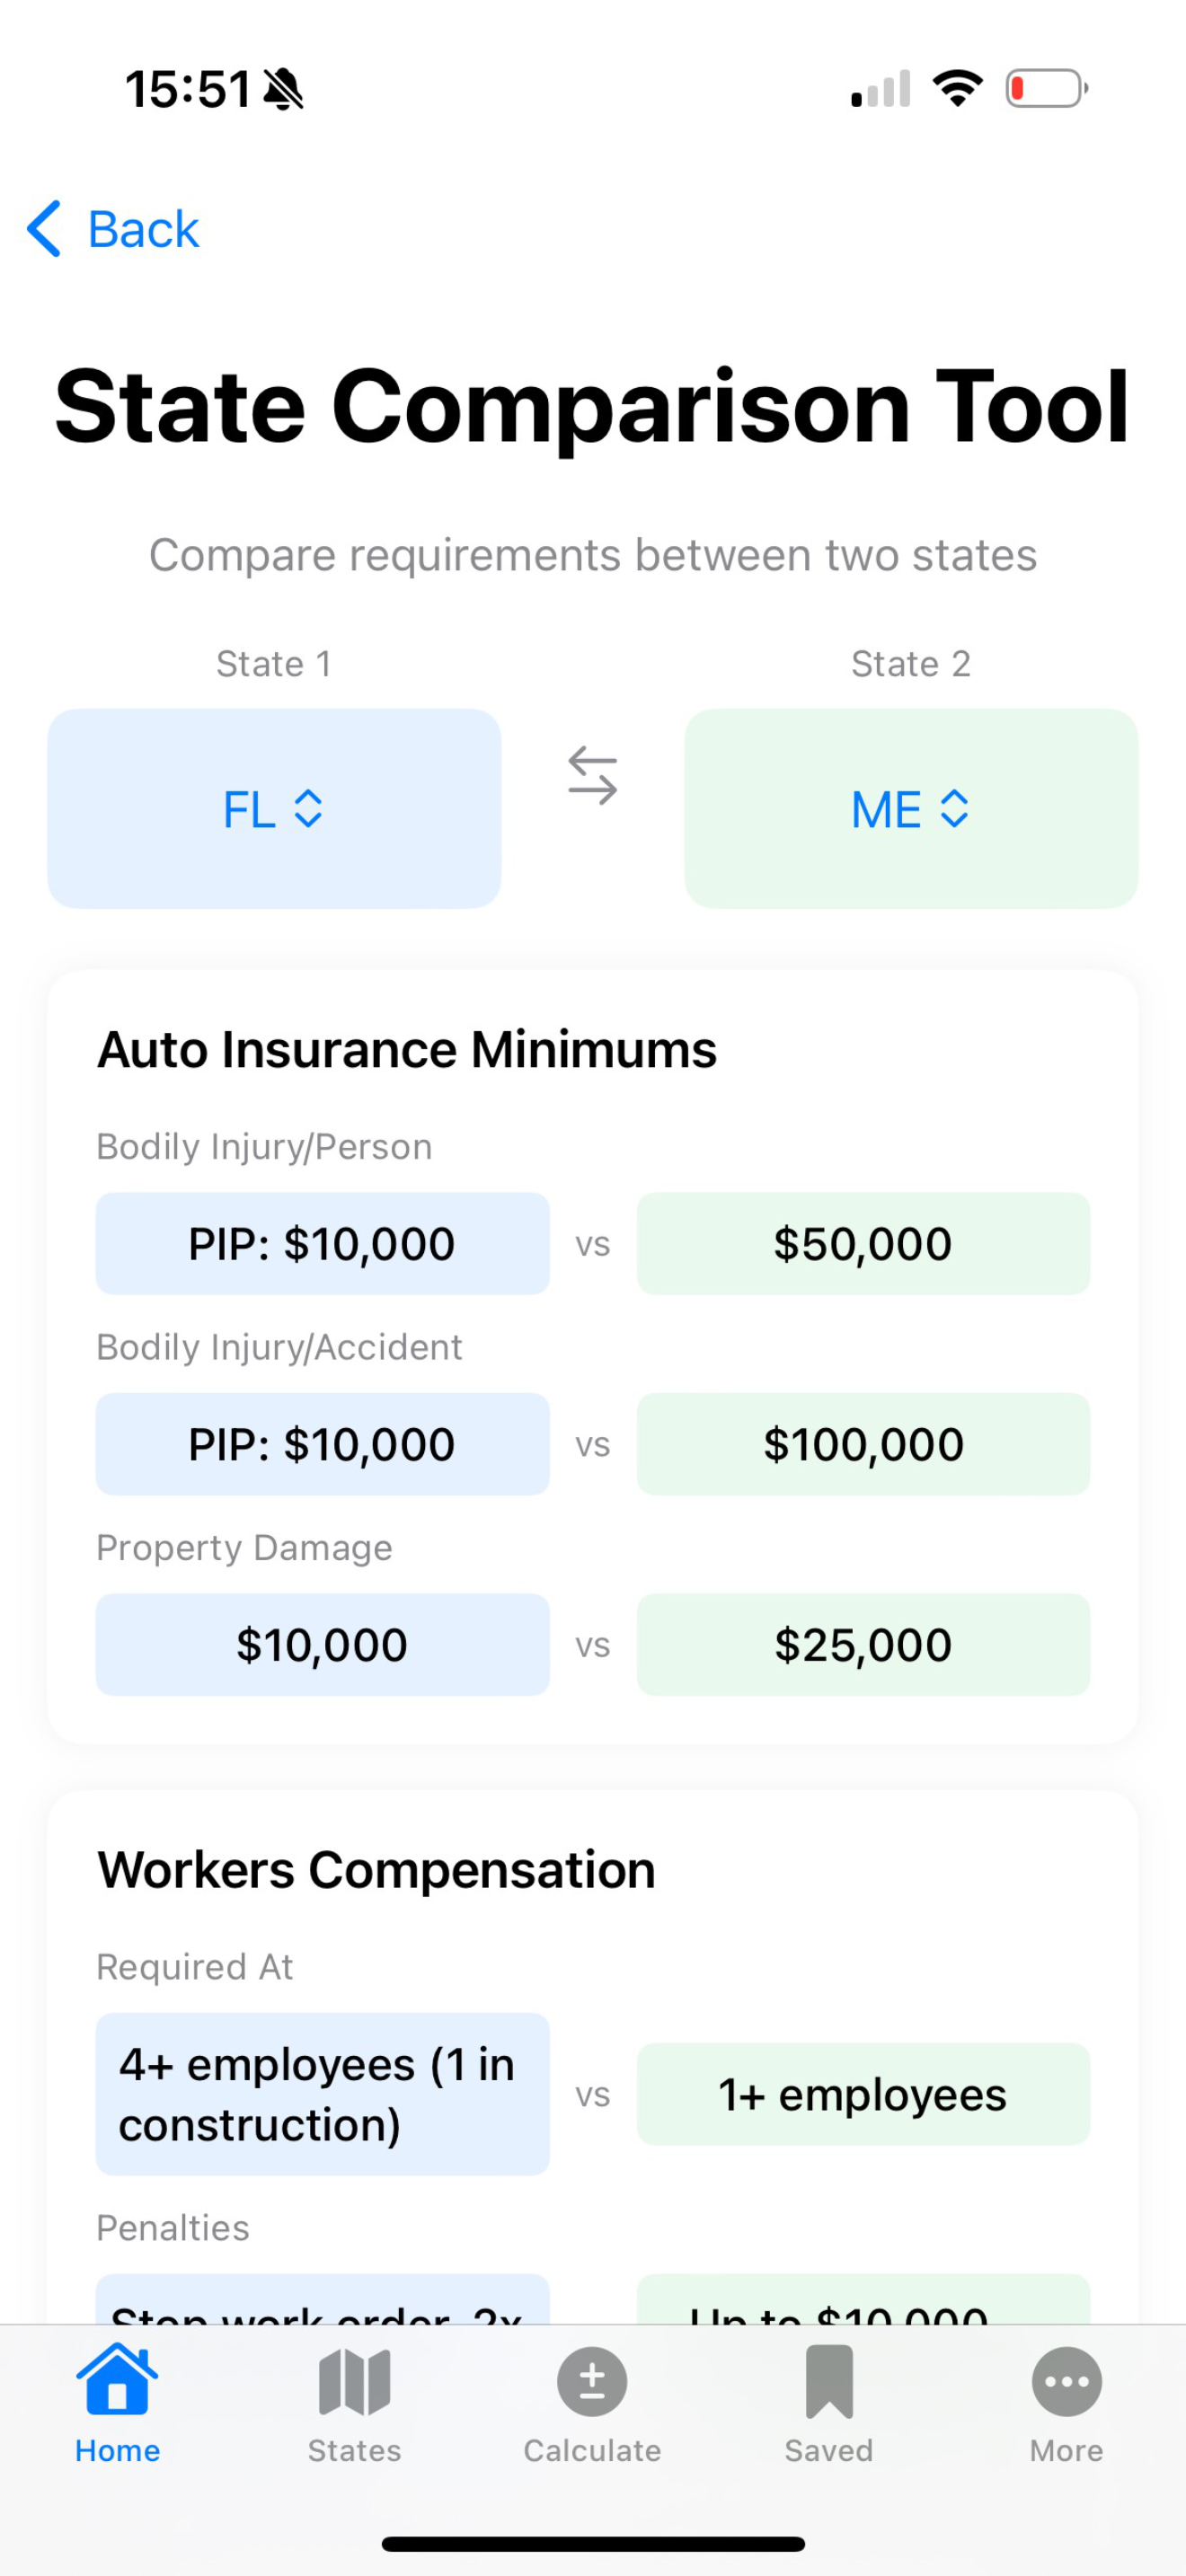 15:51
Back
State Comparison Tool
Compare requirements between two states
State 1
State 2
FL
ME
Auto Insurance Minimums
Bodily Injury/Person
PIP: $10,000
vs
$50,000
Bodily Injury/Accident
PIP: $10,000
vs
$100,000
Property Damage
$10,000
vs
$25,000
Workers Compensation
Required At
4+ employees (1 in
construction)
vs
1+ employees
Penalties
Stop work order, 2x
Up to $10,000
Home
States
Calculate
Saved
More